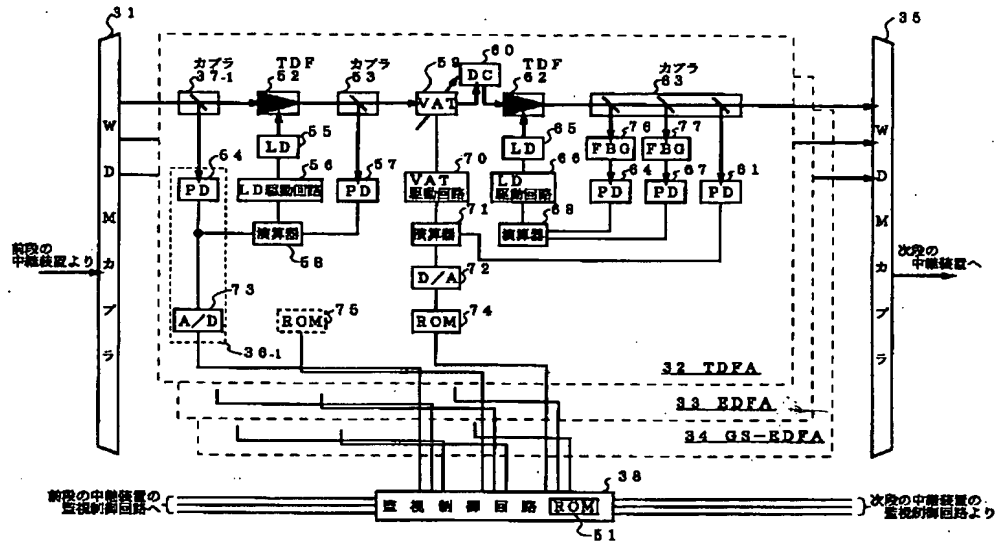 31
35
WDMカプラ
カプラ
37-1
TDF
52
カプラ
53
59
60
DC
TDF
62
カプラ
63
VAT
WDMカプラ
55
LD
65
LD
76
FBG
77
FBG
54
PD
56
LD駆動回路
57
PD
70
VAT
駆動回路
66
LD
駆動回路
64
PD
67
PD
61
PD
演算器
58
71
演算器
演算器
前段の
中継装置より
次段の
中継装置へ
72
D/A
73
A/D
75
ROM
74
ROM
36-1
32 TDFA
33 EDFA
34 GS-EDFA
38
前段の中継装置の
監視制御回路へ
監視制御回路
ROM
51
次段の中継装置の
監視制御回路より